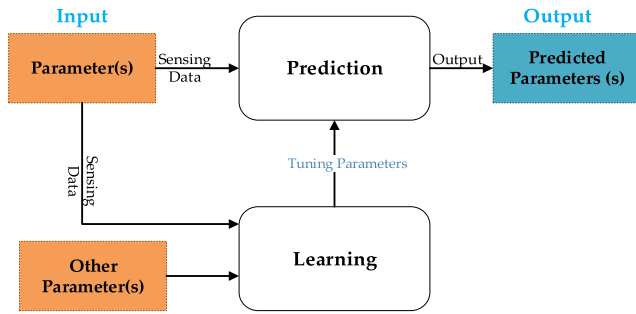 Input
Output
Parameter(s)
Sensing
Data
Prediction
Output
Predicted
Parameters (s)
Sensing
Data
Tuning Parameters
Other
Parameter(s)
Learning